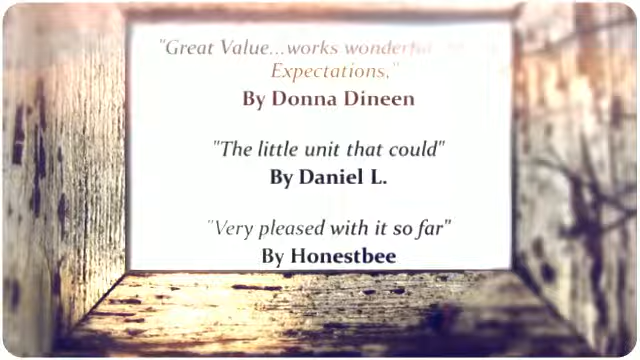 "Great Value...works wonderful
Expectations,"
By Donna Dineen
"The little unit that could"
By Daniel L.
"Very pleased with it so far"
By Honestbee